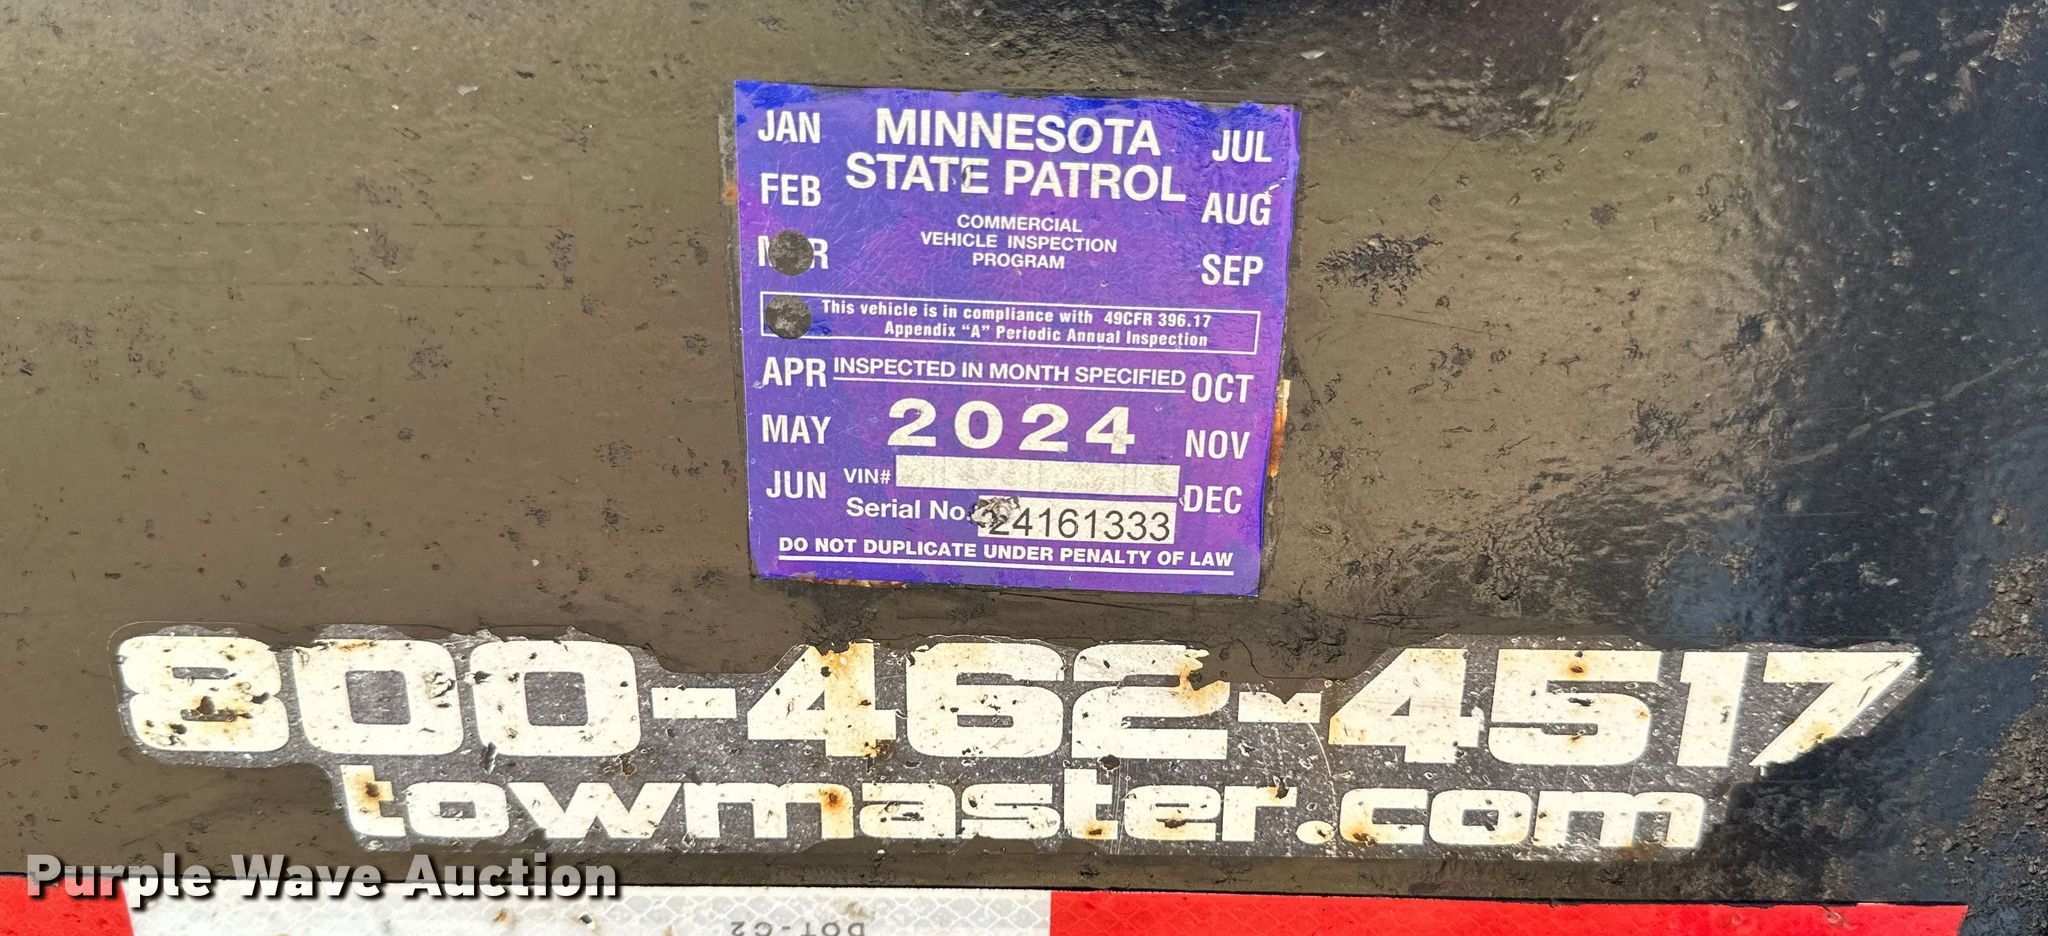 JAN
MINNESOTA
JUL
FEB
STATE PATROL
AUG
COMMERCIAL
VEHICLE INSPECTION
PROGRAM
SEP
This vehicle is in compliance with 49CFR 396.17
Appendix “A” Periodic Annual Inspection
APR
INSPECTED IN MONTH SPECIFIED
OCT
MAY
2024
NOV
JUN
VIN#
DEC
Serial No. 24161333
DO NOT DUPLICATE UNDER PENALTY OF LAW
800-462-4517
towmaster.com
Purple Wave Auction
DOT-C2